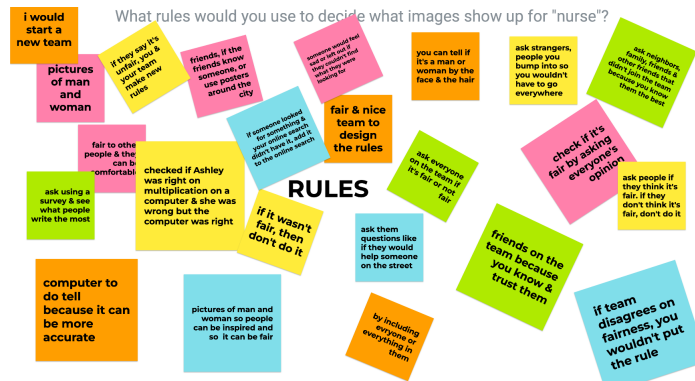 What rules would you use to decide what images show up for "nurse"?
i would
start a
new team
pictures
of man
and
woman
if they say it's
unfair, you &
your team
make new
rules
friends, if the
friends know
someone, or
use posters
around the
city
someone would feel
sad or left out if
they couldn't find
what they were
looking for
you can tell if
it's a man or
woman by the
face & the hair
ask strangers,
people you
bump into so
you wouldn't
have to go
everywhere
ask neighbors,
family, friends &
other friends that
didn't join the team
because you know
them the best
fair to othe
people & they
can be
comfortable
if someone looked
for something &
your online search
didn't have it, add it
to the online search
fair & nice
team to
design
the rules
checked if Ashley
was right on
multiplication on a
computer & she was
wrong but the
computer was right
ask using a
survey & see
what people
write the most
RULES
ask everyone
on the team if
it's fair or not
fair
check if it's
fair by asking
everyone's
opinion
ask people if
they think it's
fair. if they
don't think it's
fair, don't do it
if it wasn't
fair, then
don't do it
ask them
questions like
if they would
help someone
on the street
friends on the
team because
you know &
trust them
computer to
do tell
because it can
be more
accurate
pictures of man and
woman so people
can be inspired and
so it can be fair
by including
evryone or
everything in
them
if team
disagrees on
fairness, you
wouldn't put
the rule